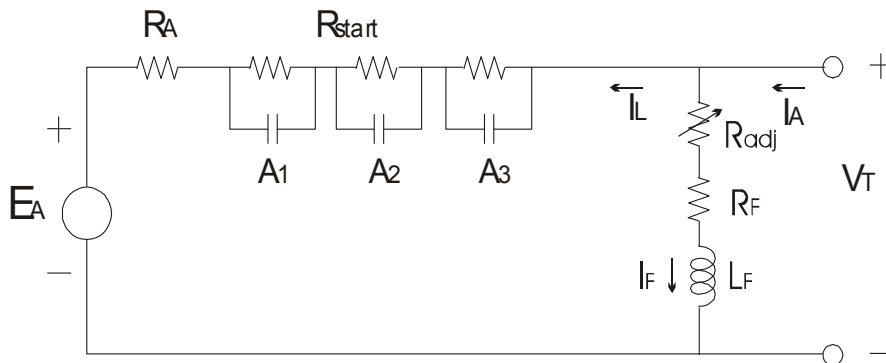 RA
Rstart
+
IL
IA
Radj
+
A1
A2
A3
VT
EA
RF
−
IF
LF
−